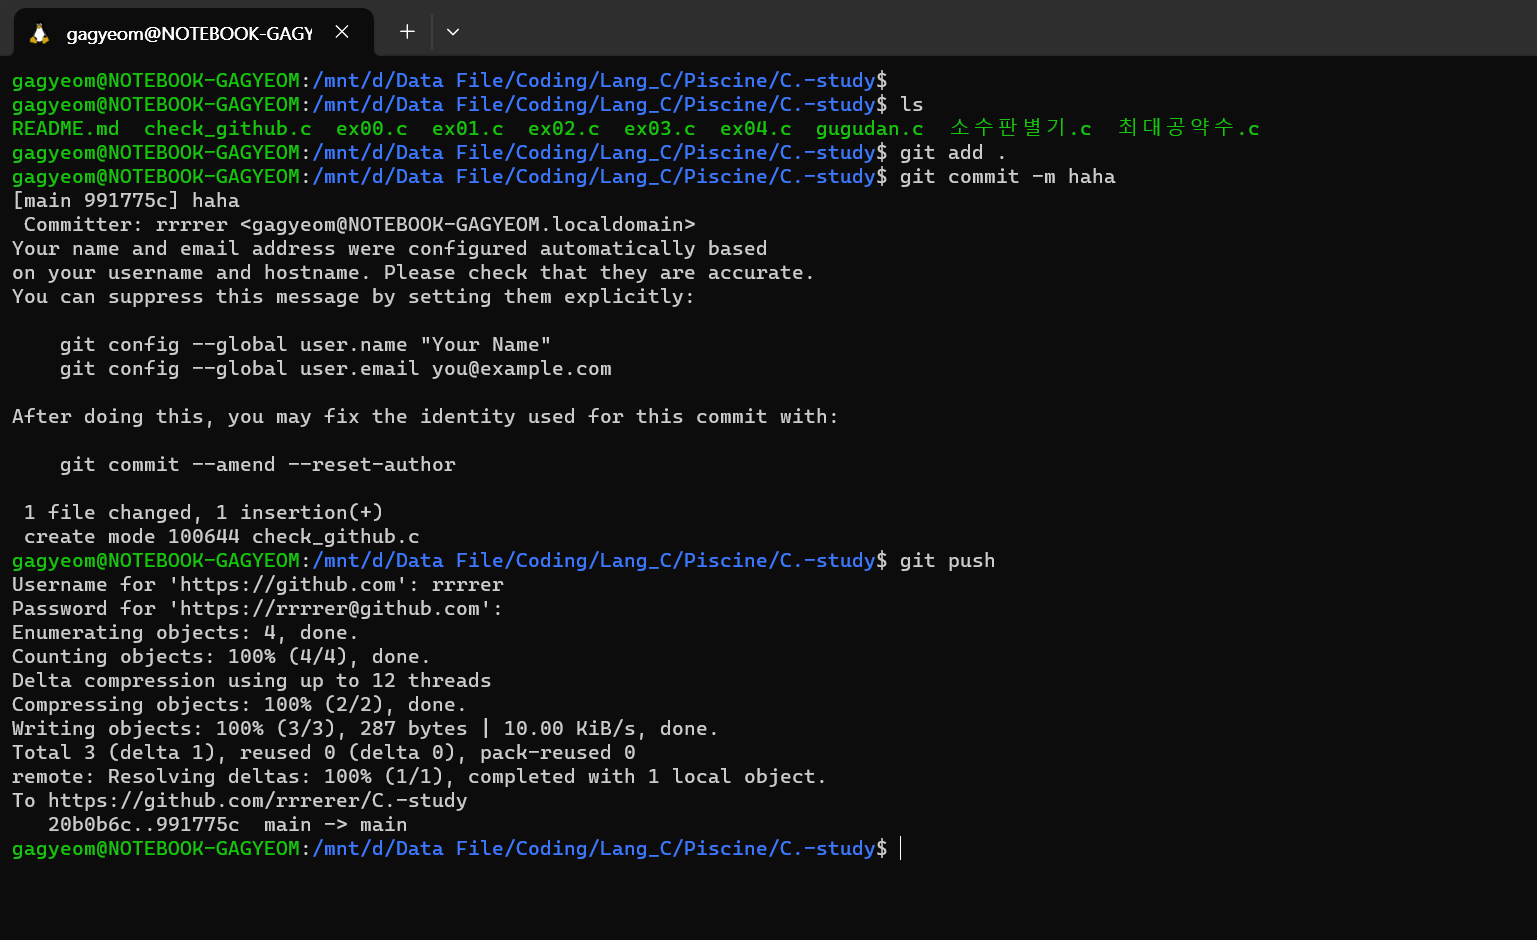 gagyeom@NOTEBOOK-GAGY
gagyeom@NOTEBOOK-GAGYEOM:/mnt/d/Data File/Coding/Lang_C/Piscine/C.-study$
gagyeom@NOTEBOOK-GAGYEOM:/mnt/d/Data File/Coding/Lang_C/Piscine/C.-study$ ls
README.md  check_github.c  ex00.c  ex01.c  ex02.c  ex03.c  ex04.c  gugudan.c  소수판별기.c  최대공약수.c
gagyeom@NOTEBOOK-GAGYEOM:/mnt/d/Data File/Coding/Lang_C/Piscine/C.-study$ git add .
gagyeom@NOTEBOOK-GAGYEOM:/mnt/d/Data File/Coding/Lang_C/Piscine/C.-study$ git commit -m haha
[main 991775c] haha
 Committer: rrrrer <gagyeom@NOTEBOOK-GAGYEOM.localdomain>
Your name and email address were configured automatically based
on your username and hostname. Please check that they are accurate.
You can suppress this message by setting them explicitly:
    git config --global user.name "Your Name"
    git config --global user.email you@example.com
After doing this, you may fix the identity used for this commit with:
    git commit --amend --reset-author
 1 file changed, 1 insertion(+)
 create mode 100644 check_github.c
gagyeom@NOTEBOOK-GAGYEOM:/mnt/d/Data File/Coding/Lang_C/Piscine/C.-study$ git push
Username for 'https://github.com': rrrrer
Password for 'https://rrrrer@github.com':
Enumerating objects: 4, done.
Counting objects: 100% (4/4), done.
Delta compression using up to 12 threads
Compressing objects: 100% (2/2), done.
Writing objects: 100% (3/3), 287 bytes | 10.00 KiB/s, done.
Total 3 (delta 1), reused 0 (delta 0), pack-reused 0
remote: Resolving deltas: 100% (1/1), completed with 1 local object.
To https://github.com/rrrerer/C.-study
   20b0b6c..991775c  main -> main
gagyeom@NOTEBOOK-GAGYEOM:/mnt/d/Data File/Coding/Lang_C/Piscine/C.-study$